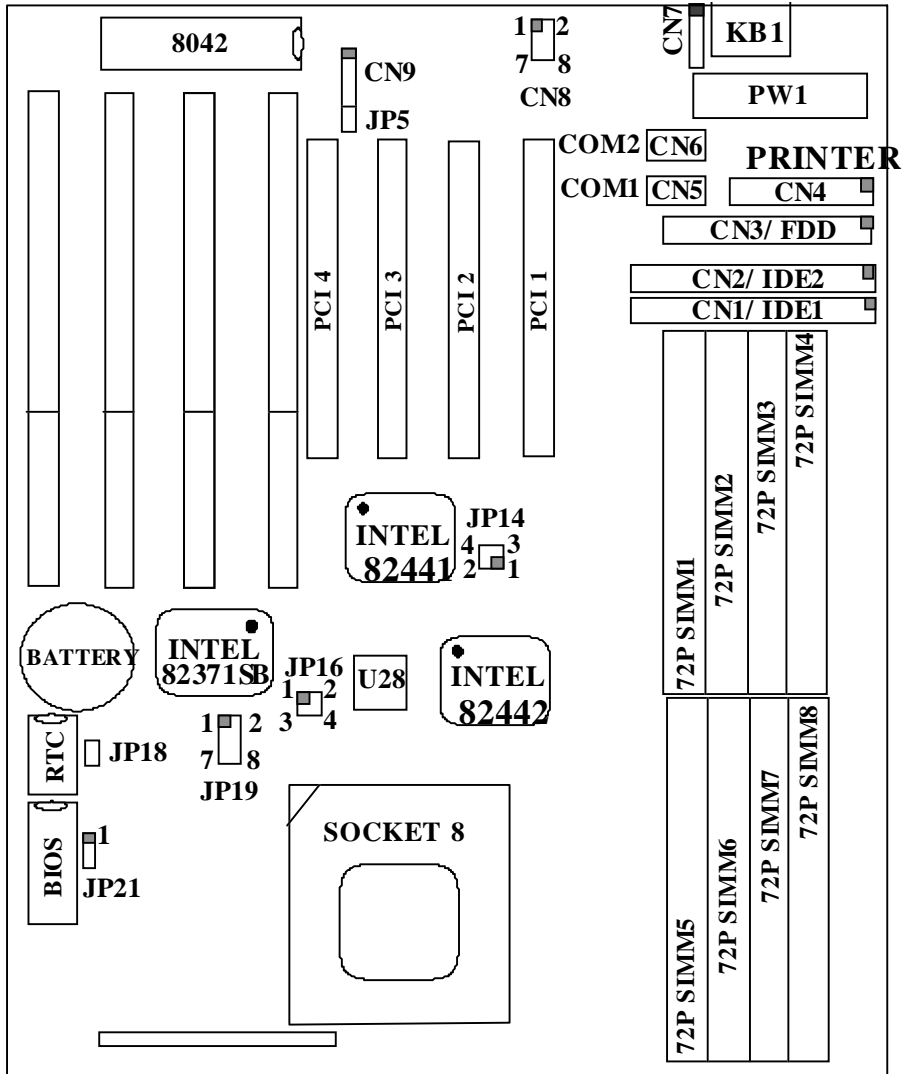 8042
1 2
7 8
CN8
CN7
KB1
CN9
JP5
PW1
COM2 CN6
PRINTER
COM1 CN5
CN4
CN3/ FDD
CN2/ IDE2
CN1/ IDE1
PCI 4
PCI 3
PCI 2
PCI 1
72P SIMM1
72P SIMM2
72P SIMM3
72P SIMM4
INTEL
82441
JP14
4 3
2 1
BATTERY
INTEL
82371SB
JP16
1 2
3 4
U28
INTEL
82442
RTC
JP18
1 2
7 8
JP19
BIOS
1
JP21
SOCKET 8
72P SIMM5
72P SIMM6
72P SIMM7
72P SIMM8